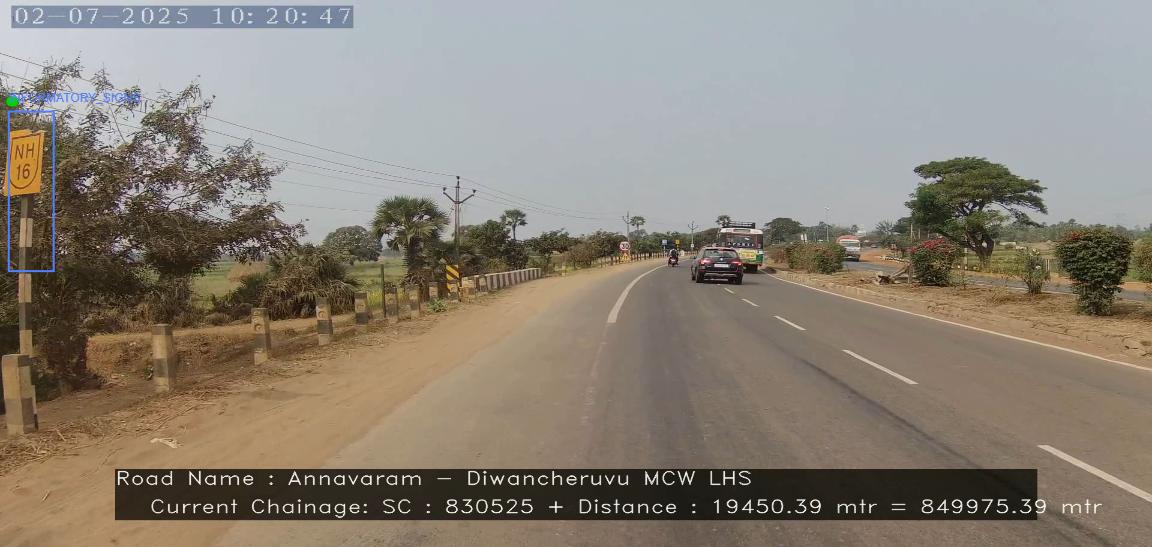 02-07-2025 10:20:47
NH
16
Road Name : Annavaram - Diwancheruvu MCW LHS
Current Chainage: SC : 830525 + Distance : 19450.39 mtr = 849975.39 mtr